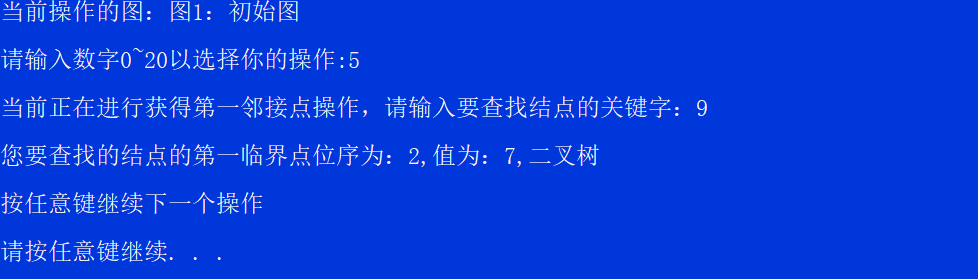 当前操作的图：图1：初始图
请输入数字0~20以选择你的操作:5
当前正在进行获得第一邻接点操作，请输入要查找结点的关键字：9
您要查找的结点的第一临界点位序为：2,值为：7,二叉树
按任意键继续下一个操作
请按任意键继续. . .